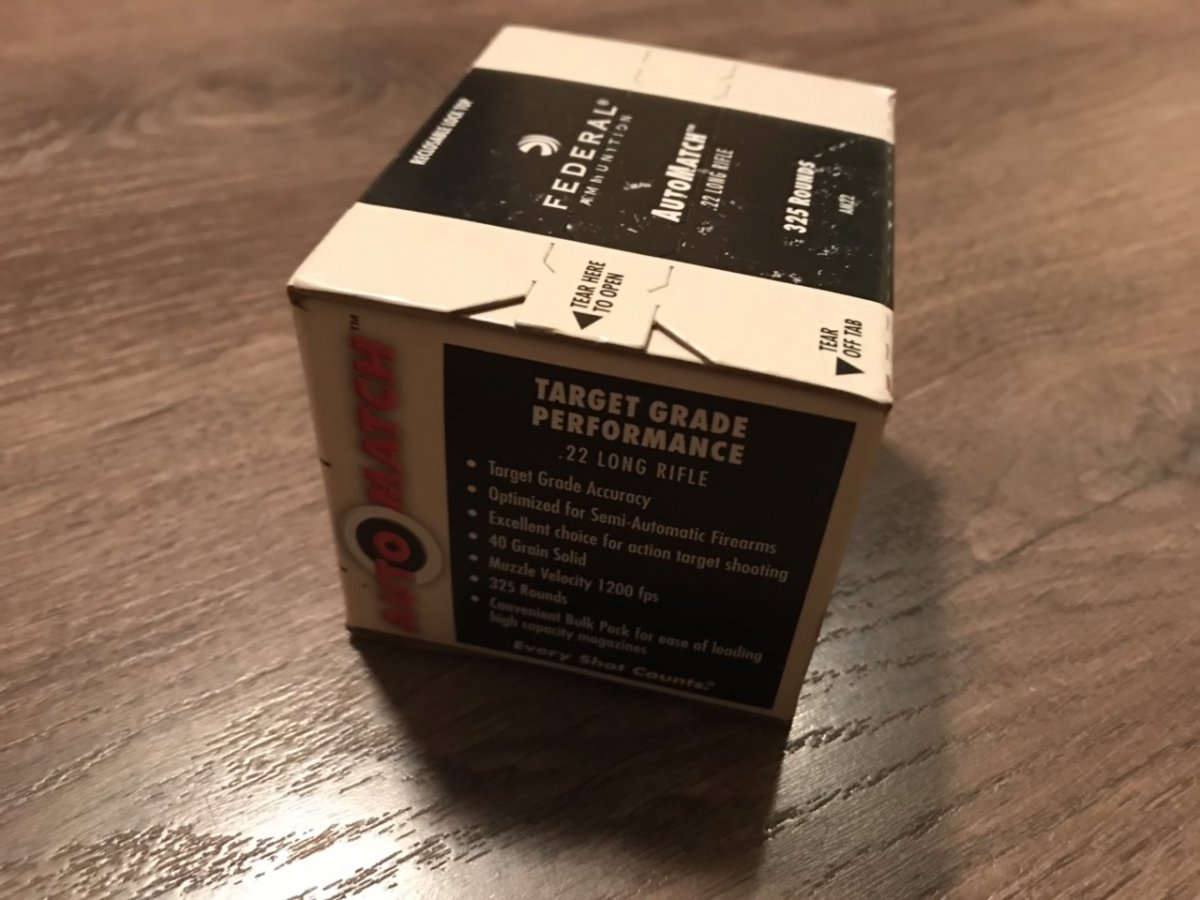 RECLOSEABLE LOCK TOP
FEDERAL®
AMMUNITION
AUTOMATCH™
.22 LONG RIFLE
325 ROUNDS
AM22
TEAR HERE
TO OPEN
TEAR
OFF TAB
AUTOMATCH™
TARGET GRADE
PERFORMANCE
.22 LONG RIFLE
• Target Grade Accuracy
• Optimized for Semi-Automatic Firearms
• Excellent choice for action target shooting
• 40 Grain Solid
• Muzzle Velocity 1200 fps
• 325 Rounds
• Convenient Bulk Pack for ease of loading
high capacity magazines
Every Shot Counts.®